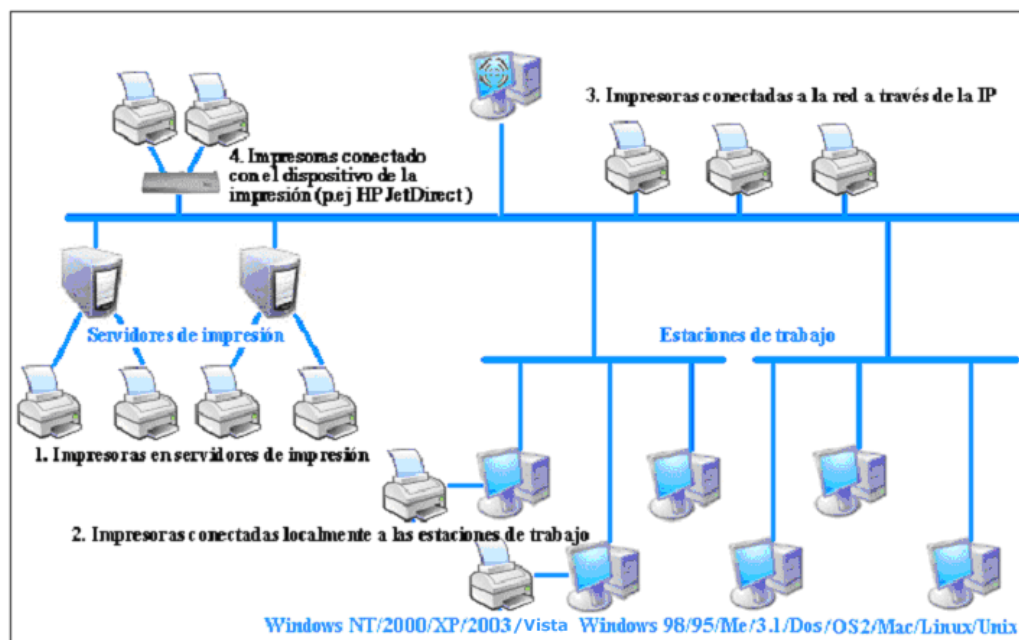 3. Impresoras conectadas a la red a través de la IP
4. Impresoras conectado
con el dispositivo de la
impresión (p.ej HP JetDirect )
Servidores de impresión
Estaciones de trabajo
1. Impresoras en servidores de impresión
2. Impresoras conectadas localmente a las estaciones de trabajo
Windows NT/2000/XP/2003/Vista
Windows 98/95/Me/3.1/Dos/OS2/Mac/Linux/Unix